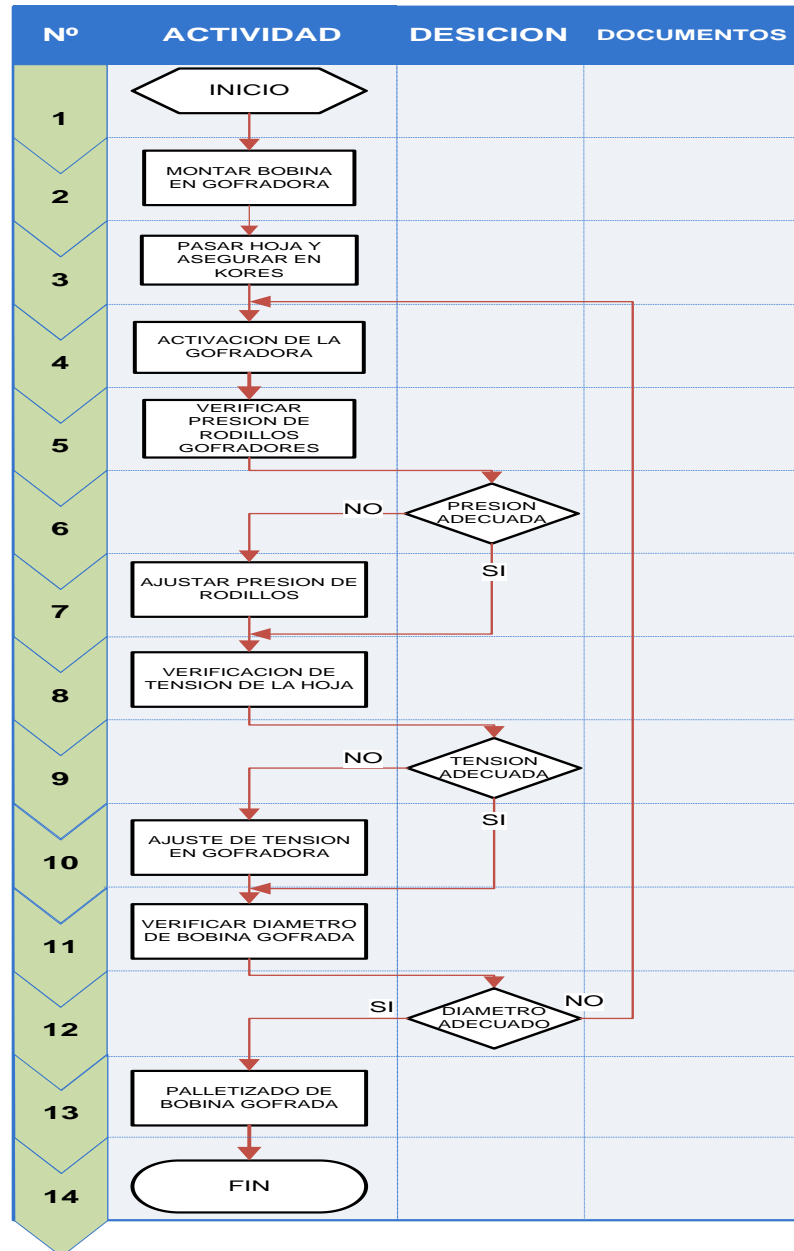 Nº ACTIVIDAD DESICION DOCUMENTOS
1
INICIO
2
MONTAR BOBINA
EN GOFRADORA
3
PASAR HOJA Y
ASEGURAR EN
KORES
4
ACTIVACION DE LA
GOFRADORA
5
VERIFICAR
PRESION DE
RODILLOS
GOFRADORES
6
NO
PRESION
ADECUADA
SI
7
AJUSTAR PRESION DE
RODILLOS
8
VERIFICACION DE
TENSION DE LA HOJA
9
NO
TENSION
ADECUADA
SI
10
AJUSTE DE TENSION
EN GOFRADORA
11
VERIFICAR DIAMETRO
DE BOBINA GOFRADA
12
SI
DIAMETRO
ADECUADO
NO
13
PALLETIZADO DE
BOBINA GOFRADA
14
FIN